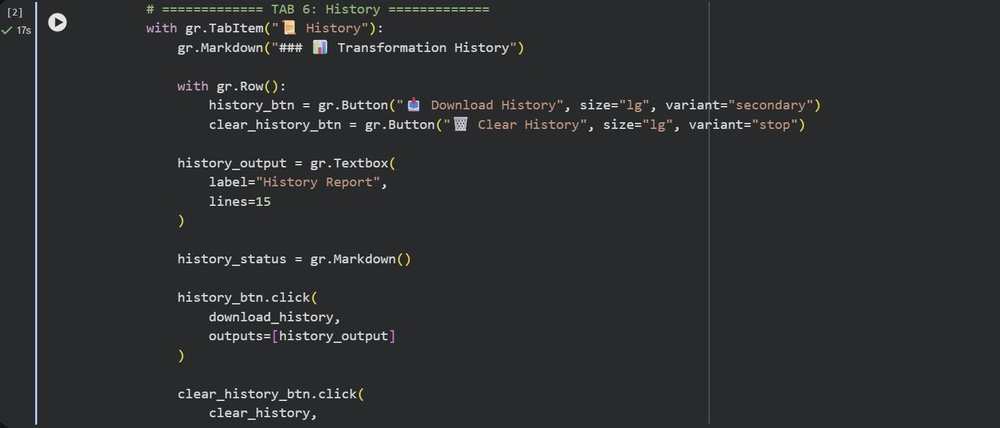 [2]
17s
# ============= TAB 6: History =============
with gr.TabItem("📜 History"):
gr.Markdown("### 📊 Transformation History")
with gr.Row():
history_btn = gr.Button("📥 Download History", size="lg", variant="secondary")
clear_history_btn = gr.Button("🗑️ Clear History", size="lg", variant="stop")
history_output = gr.Textbox(
label="History Report",
lines=15
)
history_status = gr.Markdown()
history_btn.click(
download_history,
outputs=[history_output]
)
clear_history_btn.click(
clear_history,